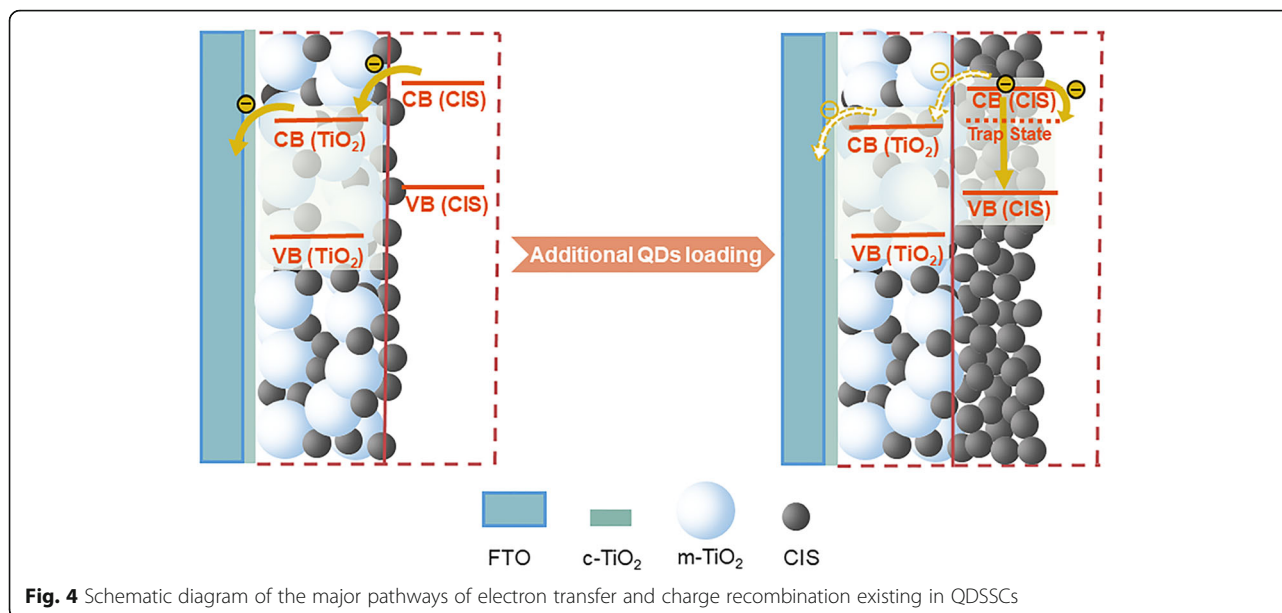 CB (CIS)
CB (TiO₂)
VB (CIS)
VB (TiO₂)
Additional QDs loading
CB (CIS)
Trap State
CB (TiO₂)
VB (CIS)
VB (TiO₂)
FTO
c-TiO₂
m-TiO₂
CIS
Fig. 4 Schematic diagram of the major pathways of electron transfer and charge recombination existing in QDSSCs